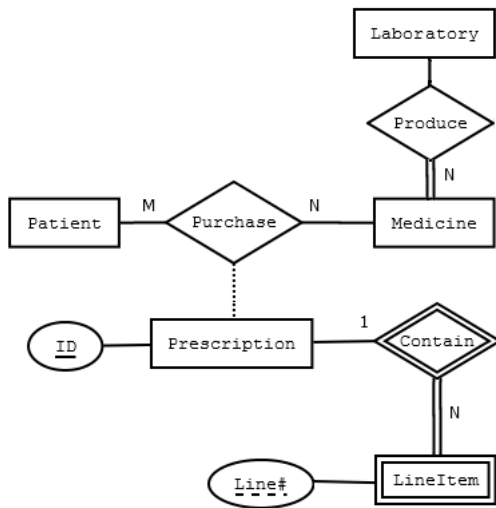 Laboratory
Produce
N
Patient
M
Purchase
N
Medicine
ID
Prescription
1
Contain
N
Line#
LineItem